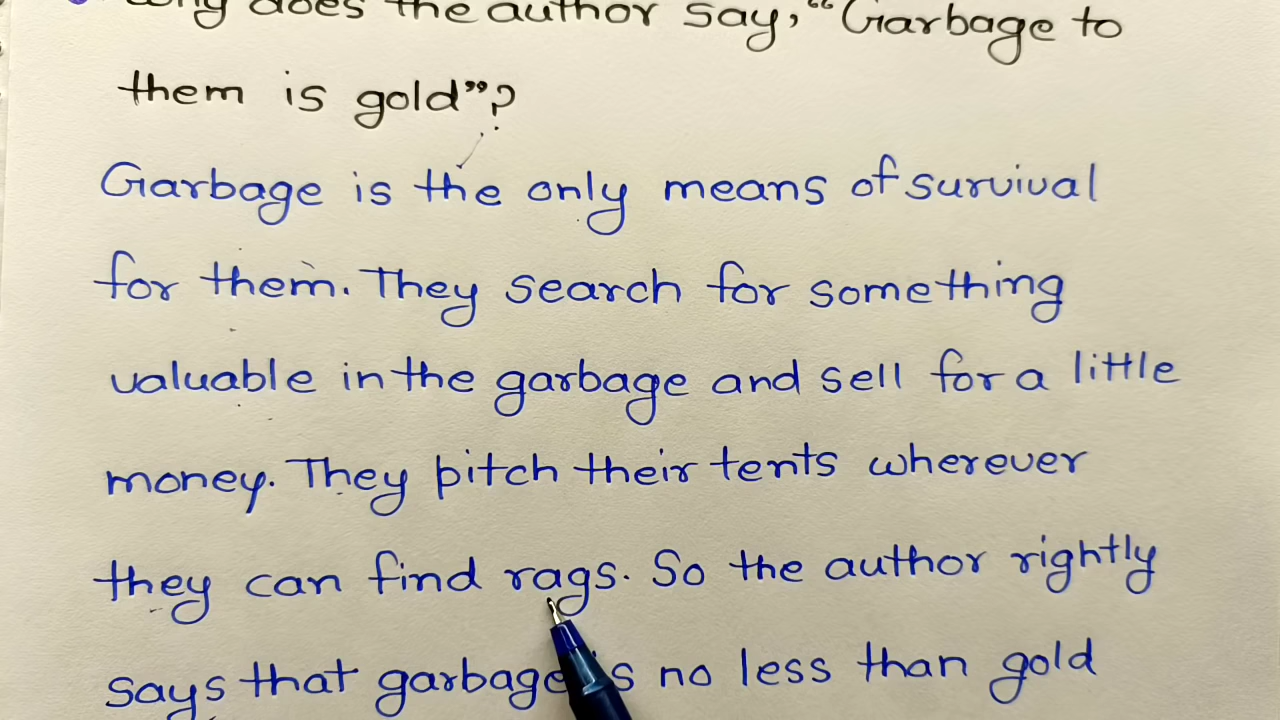 Why does the author say, “Garbage to
them is gold”?
Garbage is the only means of survival
for them. They search for something
valuable in the garbage and sell for a little
money. They pitch their tents wherever
they can find rags. So the author rightly
says that garbage is no less than gold